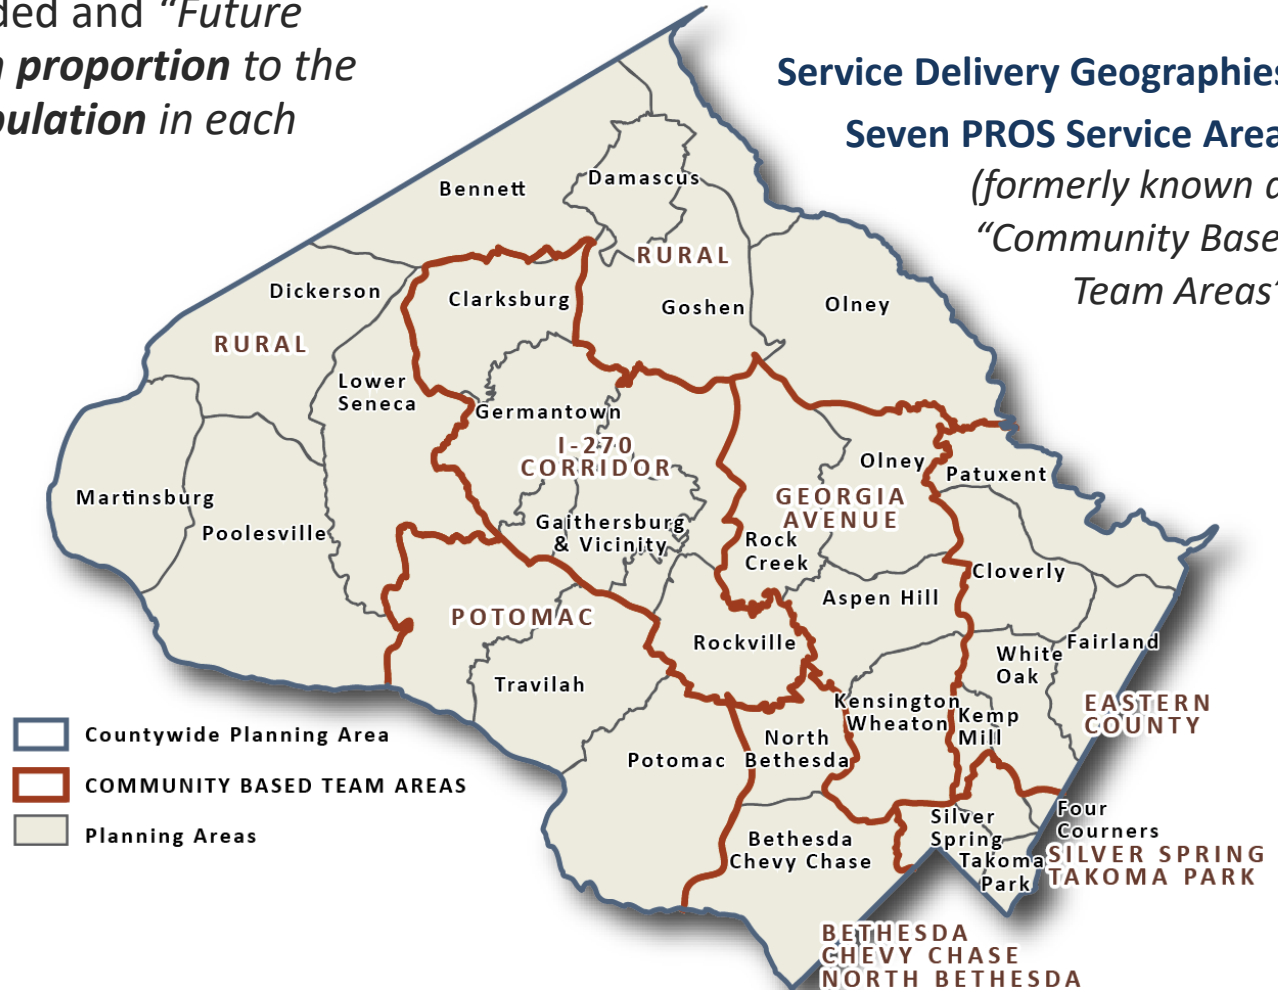 ded and “Future
proportion to the
pulation in each
Service Delivery Geographies
Seven PROS Service Area
(formerly known a
“Community Base
Team Areas”
Bennett
Damascus
RURAL
Dickerson
Clarksburg
Goshen
Olney
RURAL
Lower
Seneca
Germantown
I-270
CORRIDOR
Olney
Patuxent
Martinsburg
Poolesville
GEORGIA
AVENUE
Gaithersburg
& Vicinity
Rock
Creek
Cloverly
Aspen Hill
POTOMAC
Rockville
Fairland
White
Oak
Travilah
Kensington
Wheaton
Kemp
Mill
EASTERN
COUNTY
North
Bethesda
Potomac
Countywide Planning Area
COMMUNITY BASED TEAM AREAS
Planning Areas
Bethesda
Chevy Chase
Silver
Spring
Four
Courners
Takoma
Park
SILVER SPRING
TAKOMA PARK
BETHESDA
CHEVY CHASE
NORTH BETHESDA